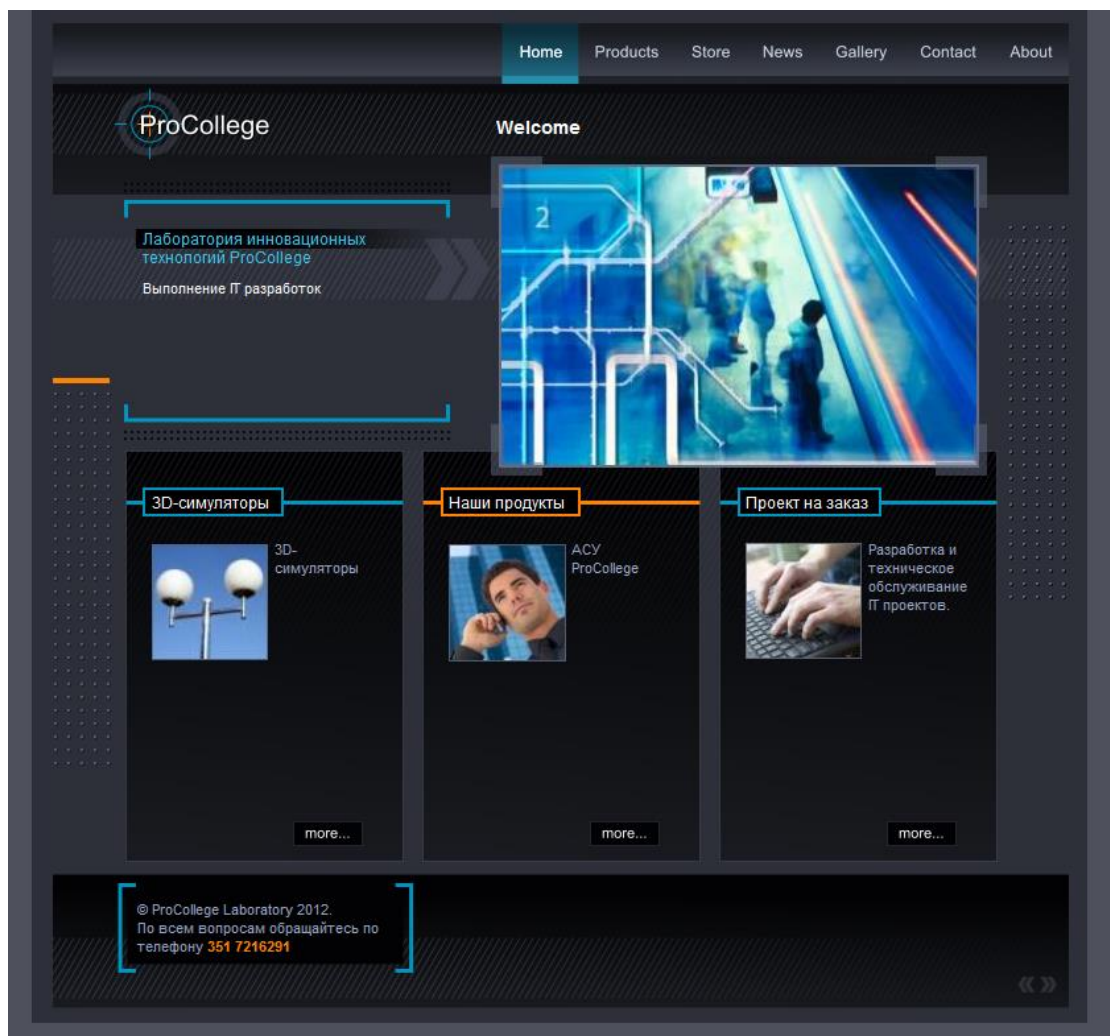 Home Products Store News Gallery Contact About
ProCollege
Welcome
2
Лаборатория инновационных
технологий ProCollege
Выполнение IT разработок
3D-симуляторы
3D-
симуляторы
more...
Наши продукты
АСУ
ProCollege
more...
Проект на заказ
Разработка и
техническое
обслуживание
IT проектов.
more...
© ProCollege Laboratory 2012.
По всем вопросам обращайтесь по
телефону 351 7216291